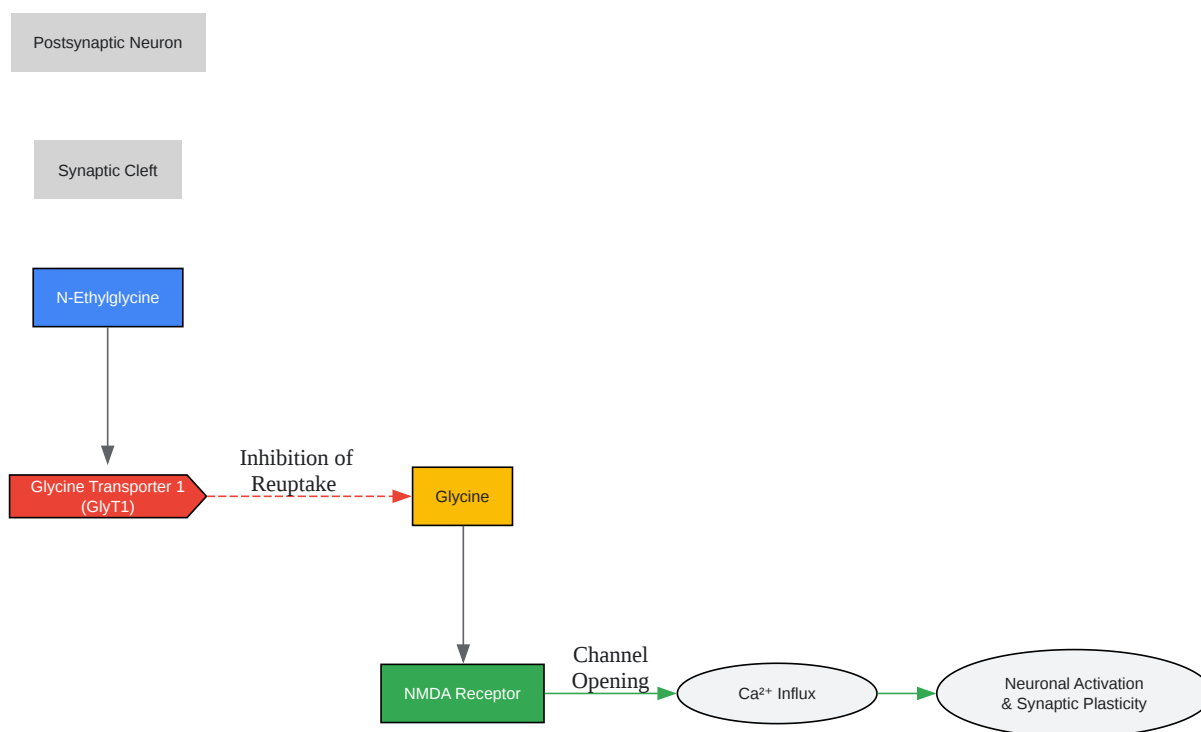 Postsynaptic Neuron
Synaptic Cleft
N-Ethylglycine
Glycine Transporter 1
(GlyT1)
Inhibition of
Reuptake
Glycine
NMDA Receptor
Channel
Opening
Ca²⁺ Influx
Neuronal Activation
& Synaptic Plasticity